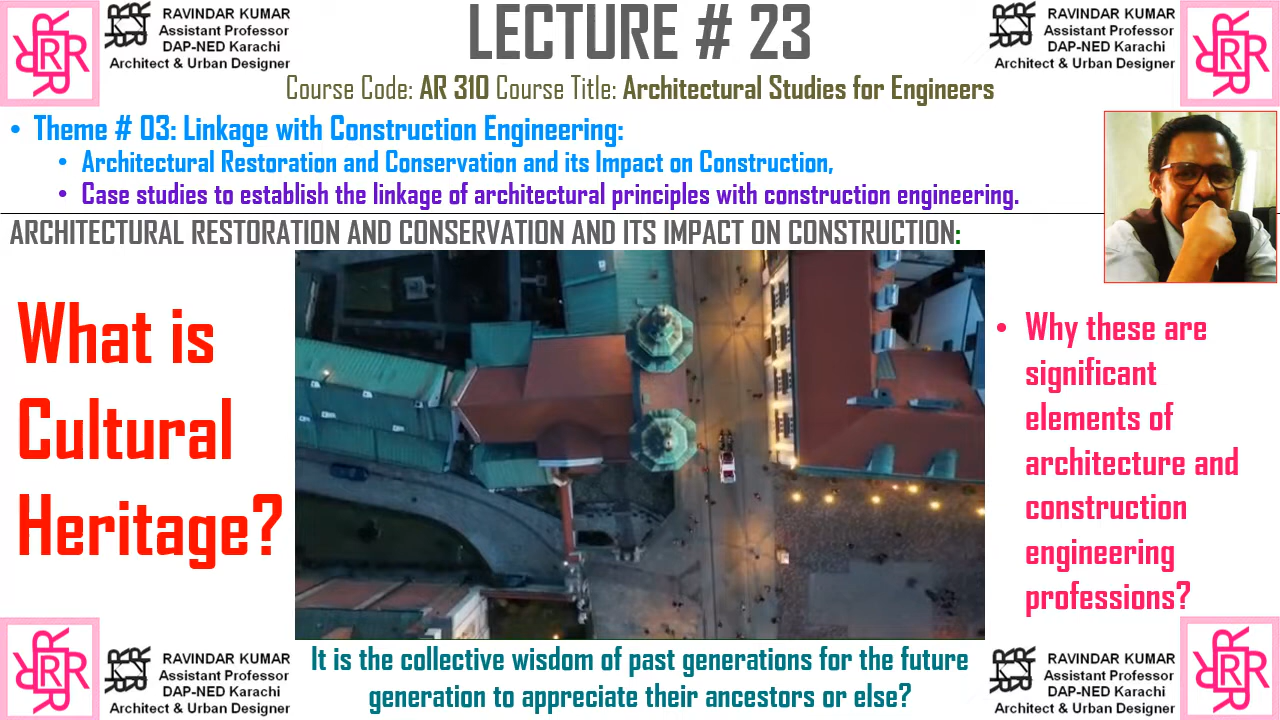 RAVINDAR KUMAR
Assistant Professor
DAP-NED Karachi
Architect & Urban Designer
LECTURE # 23
RAVINDAR KUMAR
Assistant Professor
DAP-NED Karachi
Architect & Urban Designer
Course Code: AR 310 Course Title: Architectural Studies for Engineers
• Theme # 03: Linkage with Construction Engineering:
• Architectural Restoration and Conservation and its Impact on Construction,
• Case studies to establish the linkage of architectural principles with construction engineering.
ARCHITECTURAL RESTORATION AND CONSERVATION AND ITS IMPACT ON CONSTRUCTION:
What is
Cultural
Heritage?
• Why these are
significant
elements of
architecture and
construction
engineering
professions?
It is the collective wisdom of past generations for the future
generation to appreciate their ancestors or else?
RAVINDAR KUMAR
Assistant Professor
DAP-NED Karachi
Architect & Urban Designer
RAVINDAR KUMAR
Assistant Professor
DAP-NED Karachi
Architect & Urban Designer